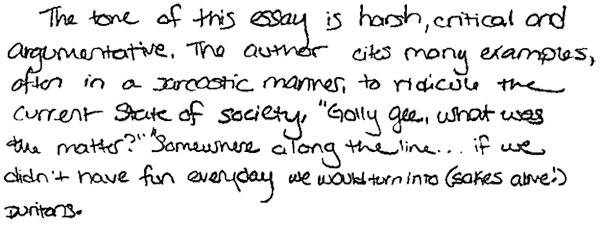 The tone of this essay is harsh, critical and
argumentative. The author cites many examples,
often in a sarcastic manner, to ridicule the
current state of society. "Golly gee, what was
the matter?" "Somewhere along the line... if we
didn't have fun everyday we would turn into (sakes alive!)
puritans.